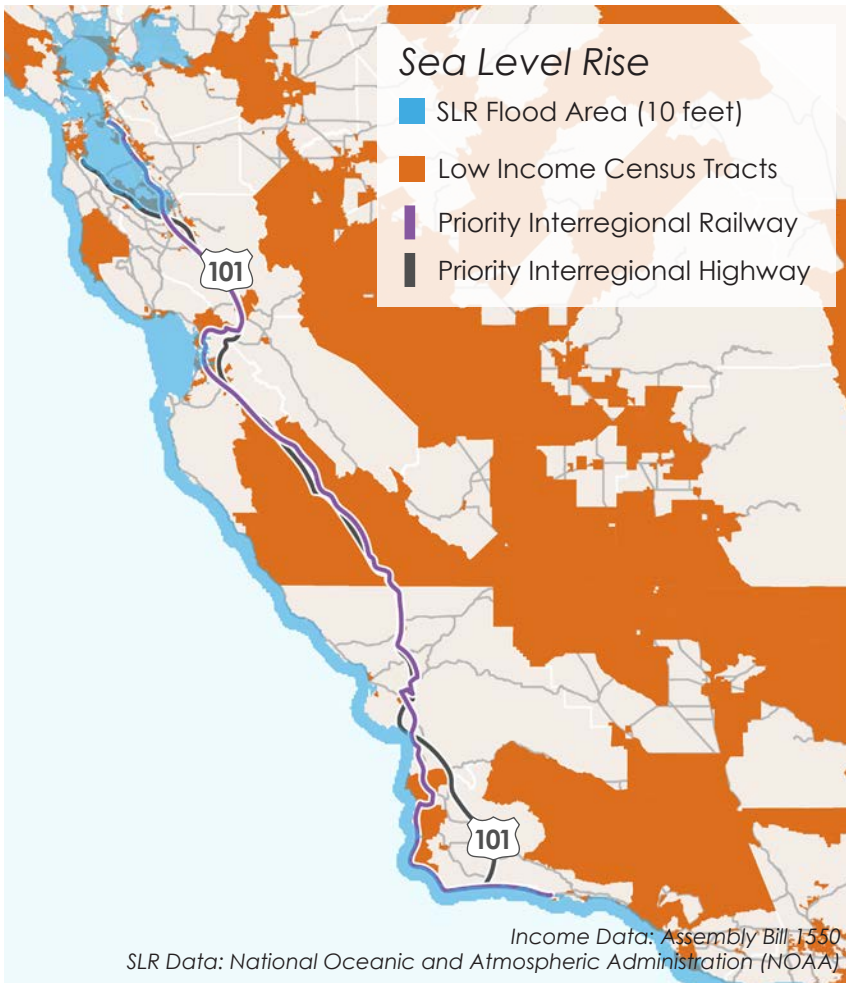 Sea Level Rise
SLR Flood Area (10 feet)
Low Income Census Tracts
Priority Interregional Railway
Priority Interregional Highway
101
101
Income Data: Assembly Bill 1550
SLR Data: National Oceanic and Atmospheric Administration (NOAA)